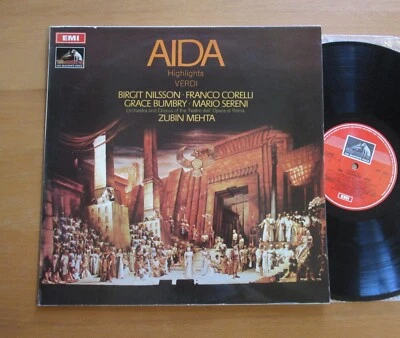 EMI
AIDA
Highlights
VERDI
BIRGIT NILSSON · FRANCO CORELLI
GRACE BUMBRY · MARIO SERENI
Orchestra and Chorus of the Teatro dell' Opera di Roma
ZUBIN MEHTA
EMI